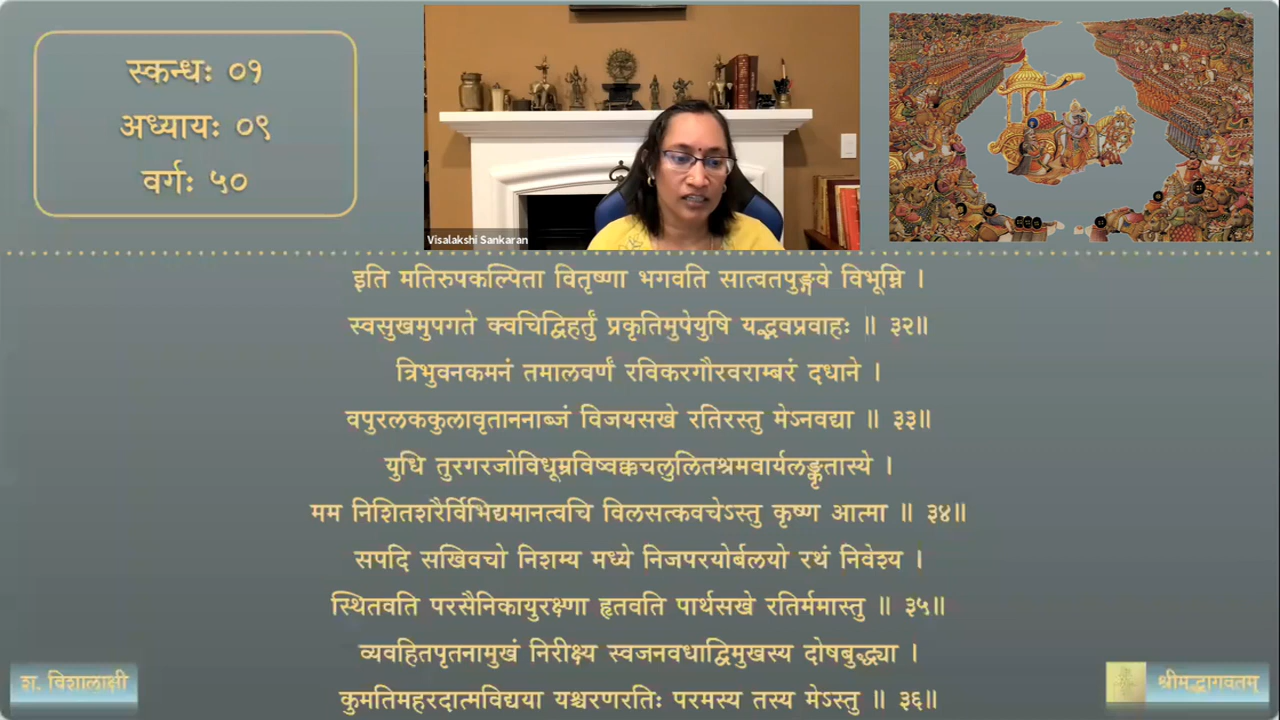 स्कन्धः ०१
अध्यायः ०९
वर्गः ५०
Visalakshi Sankaran
इति मतिरुपकल्पिता वितृष्णा भगवति सात्वतपुङ्गवे विभूम्नि ।
स्वसुखमुपगते क्वचिद्विहर्तुं प्रकृतिमुपेयुषि यद्भवप्रवाहः ॥ ३२॥
त्रिभुवनकमनं तमालवर्णं रविकरगौरवराम्बरं दधाने ।
वपुरलककुलावृताननाब्जं विजयसखे रतिरस्तु मेऽनवद्या ॥ ३३॥
युधि तुरगरजोविधूम्रविष्वक्कचलुलितश्रमवार्यलङ्कृतास्ये ।
मम निशितशरैर्विभिद्यमानत्वचि विलसत्कवचेऽस्तु कृष्ण आत्मा ॥ ३४॥
सपदि सखिवचो निशम्य मध्ये निजपरयोर्बलयो रथं निवेश्य ।
स्थितवति परसैनिकायुरक्ष्णा हृतवति पार्थसखे रतिर्ममास्तु ॥ ३५॥
व्यवहितपृतनामुखं निरीक्ष्य स्वजनवधाद्विमुखस्य दोषबुद्ध्या ।
कुमतिमहरदात्मविद्यया यश्चरणरतिः परमस्य तस्य मेऽस्तु ॥ ३६॥
श. विशालाक्षी
श्रीमद्भागवतम्